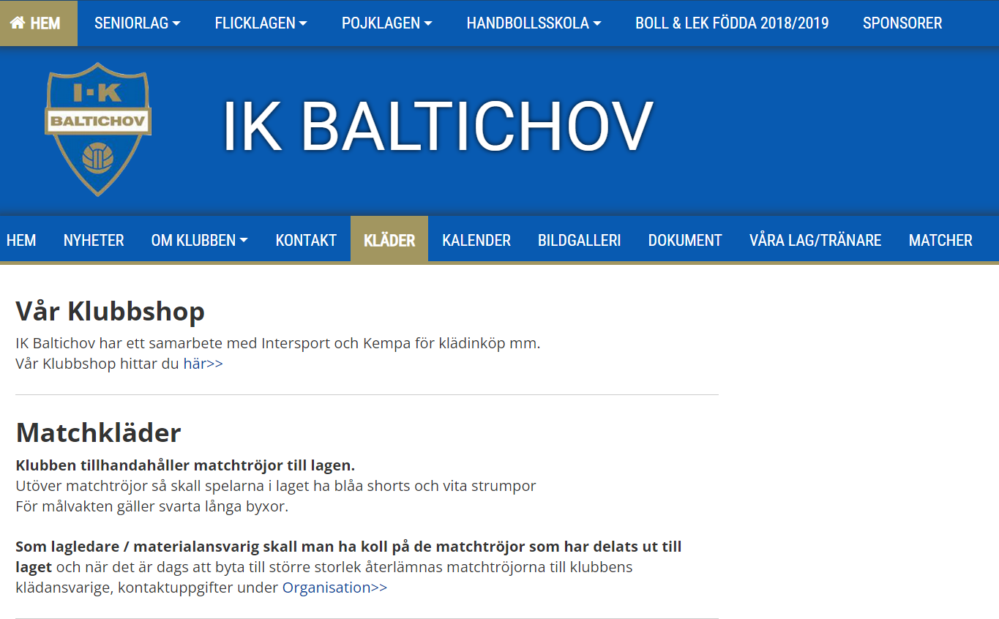 HEM SENIORLAG FLICKLAGEN POJKLAGEN HANDBOLLSSKOLA BOLL & LEK FÖDDA 2018/2019 SPONSORER
I·K
BALTICHOV
IK BALTICHOV
HEM NYHETER OM KLUBBEN KONTAKT KLÄDER KALENDER BILDGALLERI DOKUMENT VÅRA LAG/TRÄNARE MATCHER
Vår Klubbshop
IK Baltichov har ett samarbete med Intersport och Kempa för klädinköp mm.
Vår Klubbshop hittar du här>>
Matchkläder
Klubben tillhandahåller matchtröjor till lagen.
Utöver matchtröjor så skall spelarna i laget ha blåa shorts och vita strumpor
För målvakten gäller svarta långa byxor.
Som lagledare / materialansvarig skall man ha koll på de matchtröjor som har delats ut till
laget och när det är dags att byta till större storlek återlämnas matchtröjorna till klubbens
klädansvarige, kontaktuppgifter under Organisation>>